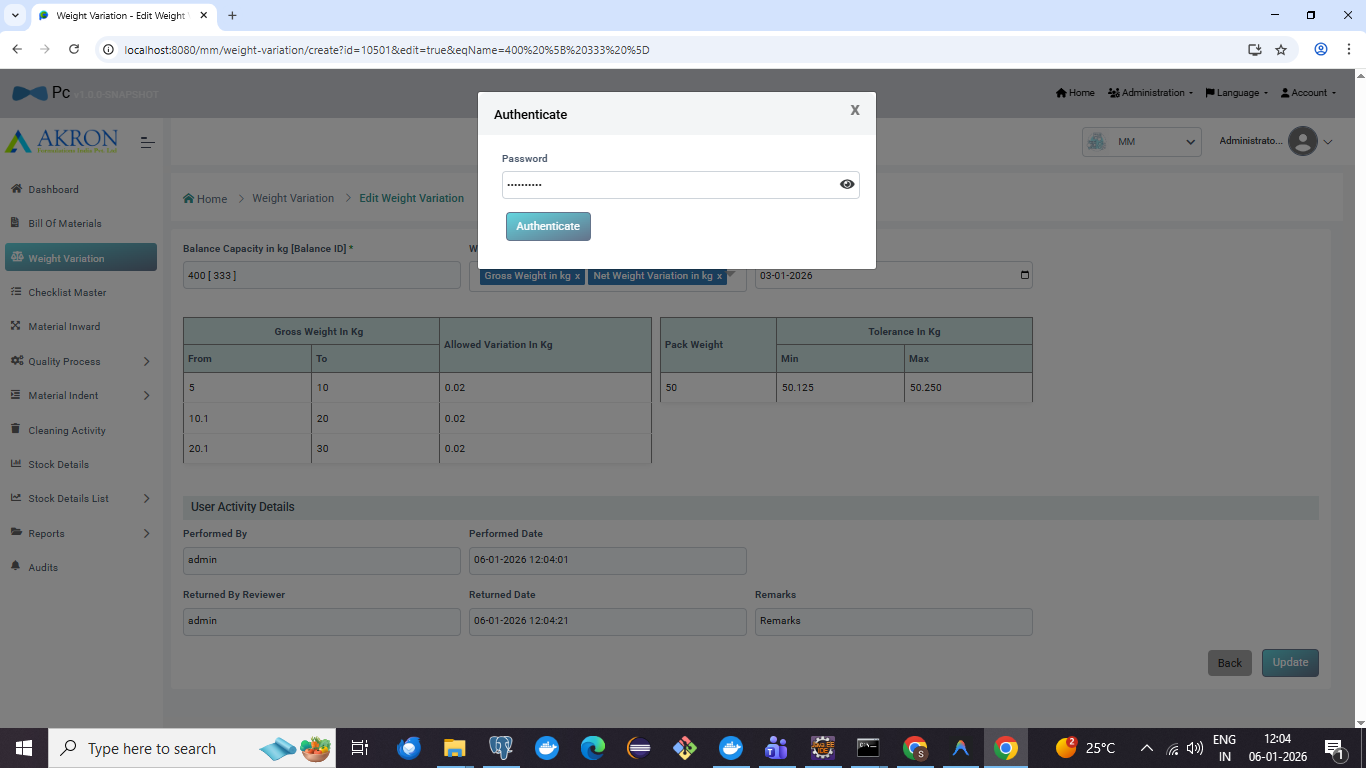 Weight Variation - Edit Weight
localhost:8080/mm/weight-variation/create?id=10501&edit=true&eqName=400%20%5B%20333%20%5D
Pc v1.0.0-SNAPSHOT
Home Administration Language Account
AKRON
MM
Administrato...
Dashboard
Bill Of Materials
Weight Variation
Checklist Master
Material Inward
Quality Process
Material Indent
Cleaning Activity
Stock Details
Stock Details List
Reports
Audits
Authenticate X
Password
••••••••••
Authenticate
Home > Weight Variation > Edit Weight Variation
Balance Capacity in kg [Balance ID] * W
400 [ 333 ] Gross Weight in kg x Net Weight Variation in kg x 03-01-2026
Gross Weight In Kg Allowed Variation In Kg
From To
5 10 0.02
10.1 20 0.02
20.1 30 0.02
Pack Weight Tolerance In Kg
Min Max
50 50.125 50.250
User Activity Details
Performed By Performed Date
admin 06-01-2026 12:04:01
Returned By Reviewer Returned Date Remarks
admin 06-01-2026 12:04:21 Remarks
Back Update
Type here to search
25°C
ENG
IN
12:04
06-01-2026
1